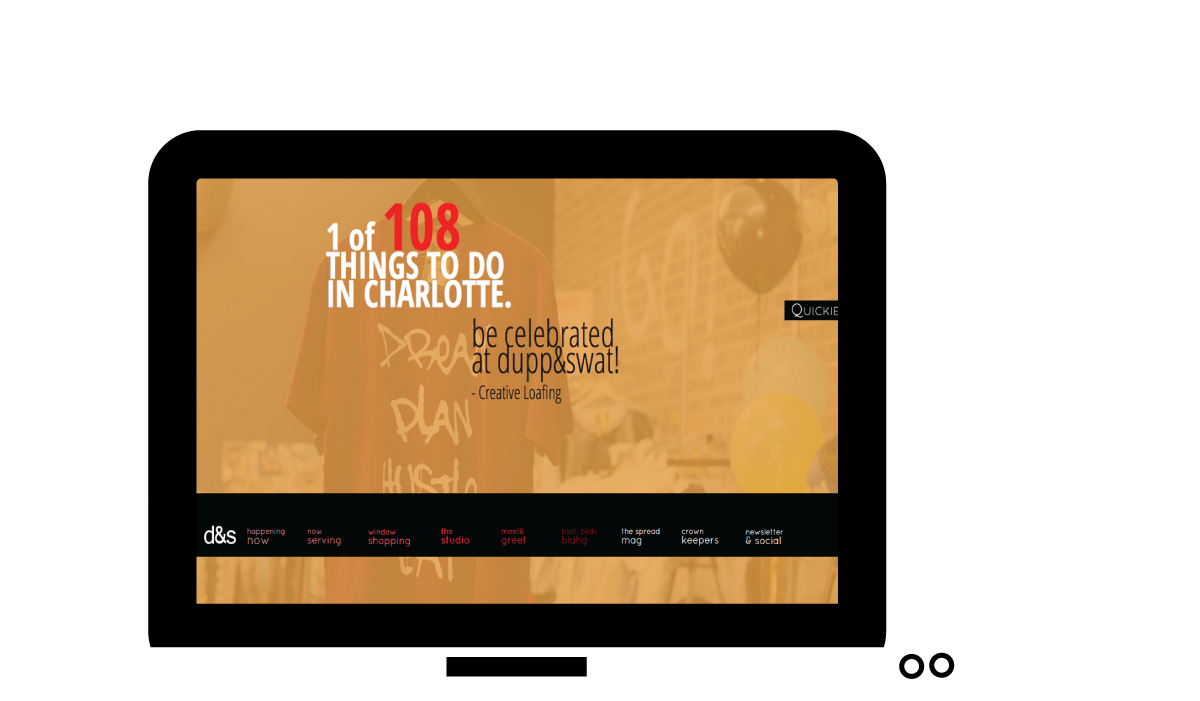 1 of 108
THINGS TO DO
IN CHARLOTTE.
QUICKIE
be celebrated
at dupp&swat!
- Creative Loafing
DREA
PLAN
HUSTLE
d&s
happening
now
now
serving
window
shopping
the
studio
meet&
greet
blah, blah,
blahg
the spread
mag
crown
keepers
newsletter
& social
EAT